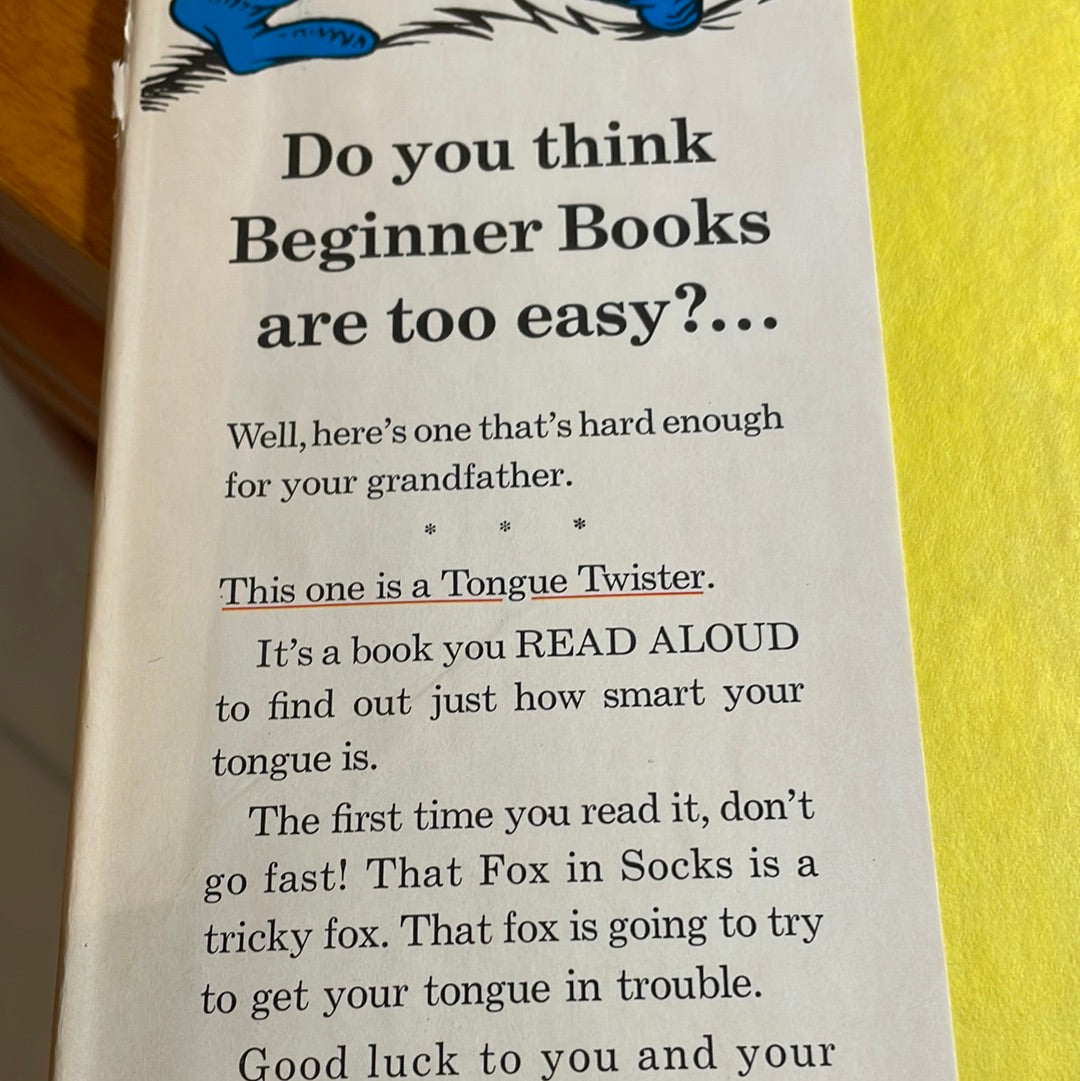 Do you think
Beginner Books
are too easy?...
Well, here's one that's hard enough
for your grandfather.
* * *
This one is a Tongue Twister.
It's a book you READ ALOUD
to find out just how smart your
tongue is.
The first time you read it, don't
go fast! That Fox in Socks is a
tricky fox. That fox is going to try
to get your tongue in trouble.
Good luck to you and your